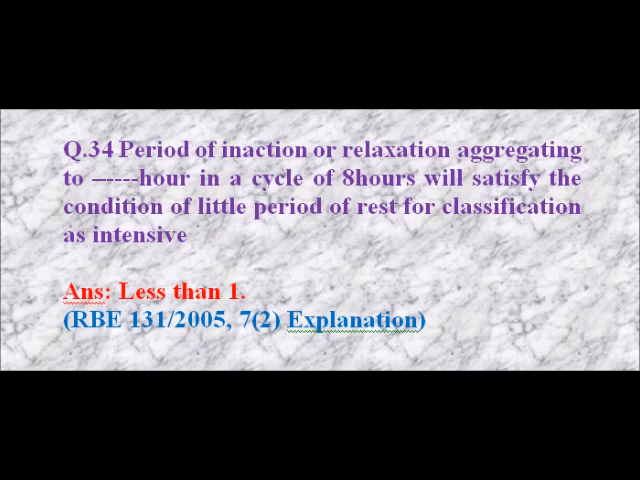 Q.34 Period of inaction or relaxation aggregating
to ------hour in a cycle of 8hours will satisfy the
condition of little period of rest for classification
as intensive
Ans: Less than 1.
(RBE 131/2005, 7(2) Explanation)